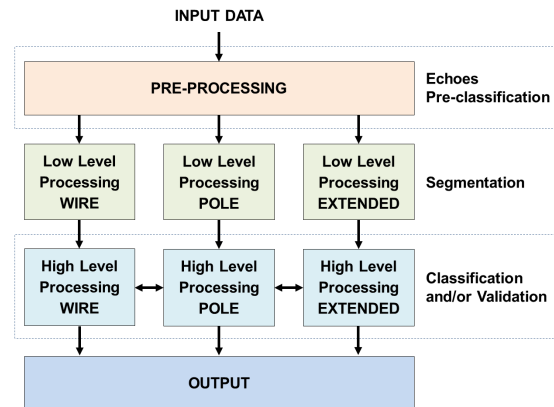 INPUT DATA
PRE-PROCESSING
Echoes
Pre-classification
Low Level
Processing
WIRE
Low Level
Processing
POLE
Low Level
Processing
EXTENDED
Segmentation
High Level
Processing
WIRE
High Level
Processing
POLE
High Level
Processing
EXTENDED
Classification
and/or Validation
OUTPUT